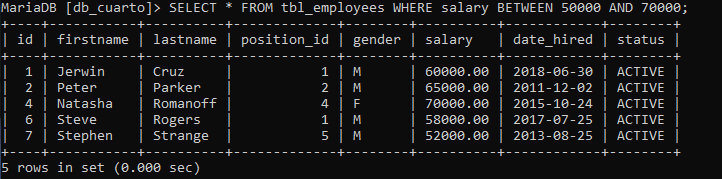 MariaDB [db_cuarto]> SELECT * FROM tbl_employees WHERE salary BETWEEN 50000 AND 70000;
+----+-----------+----------+-------------+--------+----------+------------+--------+
| id | firstname | lastname | position_id | gender | salary   | date_hired | status |
+----+-----------+----------+-------------+--------+----------+------------+--------+
|  1 | Jerwin    | Cruz     |           1 | M      | 60000.00 | 2018-06-30 | ACTIVE |
|  2 | Peter     | Parker   |           2 | M      | 65000.00 | 2011-12-02 | ACTIVE |
|  4 | Natasha   | Romanoff |           4 | F      | 70000.00 | 2015-10-24 | ACTIVE |
|  6 | Steve     | Rogers   |           1 | M      | 58000.00 | 2017-07-25 | ACTIVE |
|  7 | Stephen   | Strange  |           5 | M      | 52000.00 | 2013-08-25 | ACTIVE |
+----+-----------+----------+-------------+--------+----------+------------+--------+
5 rows in set (0.000 sec)